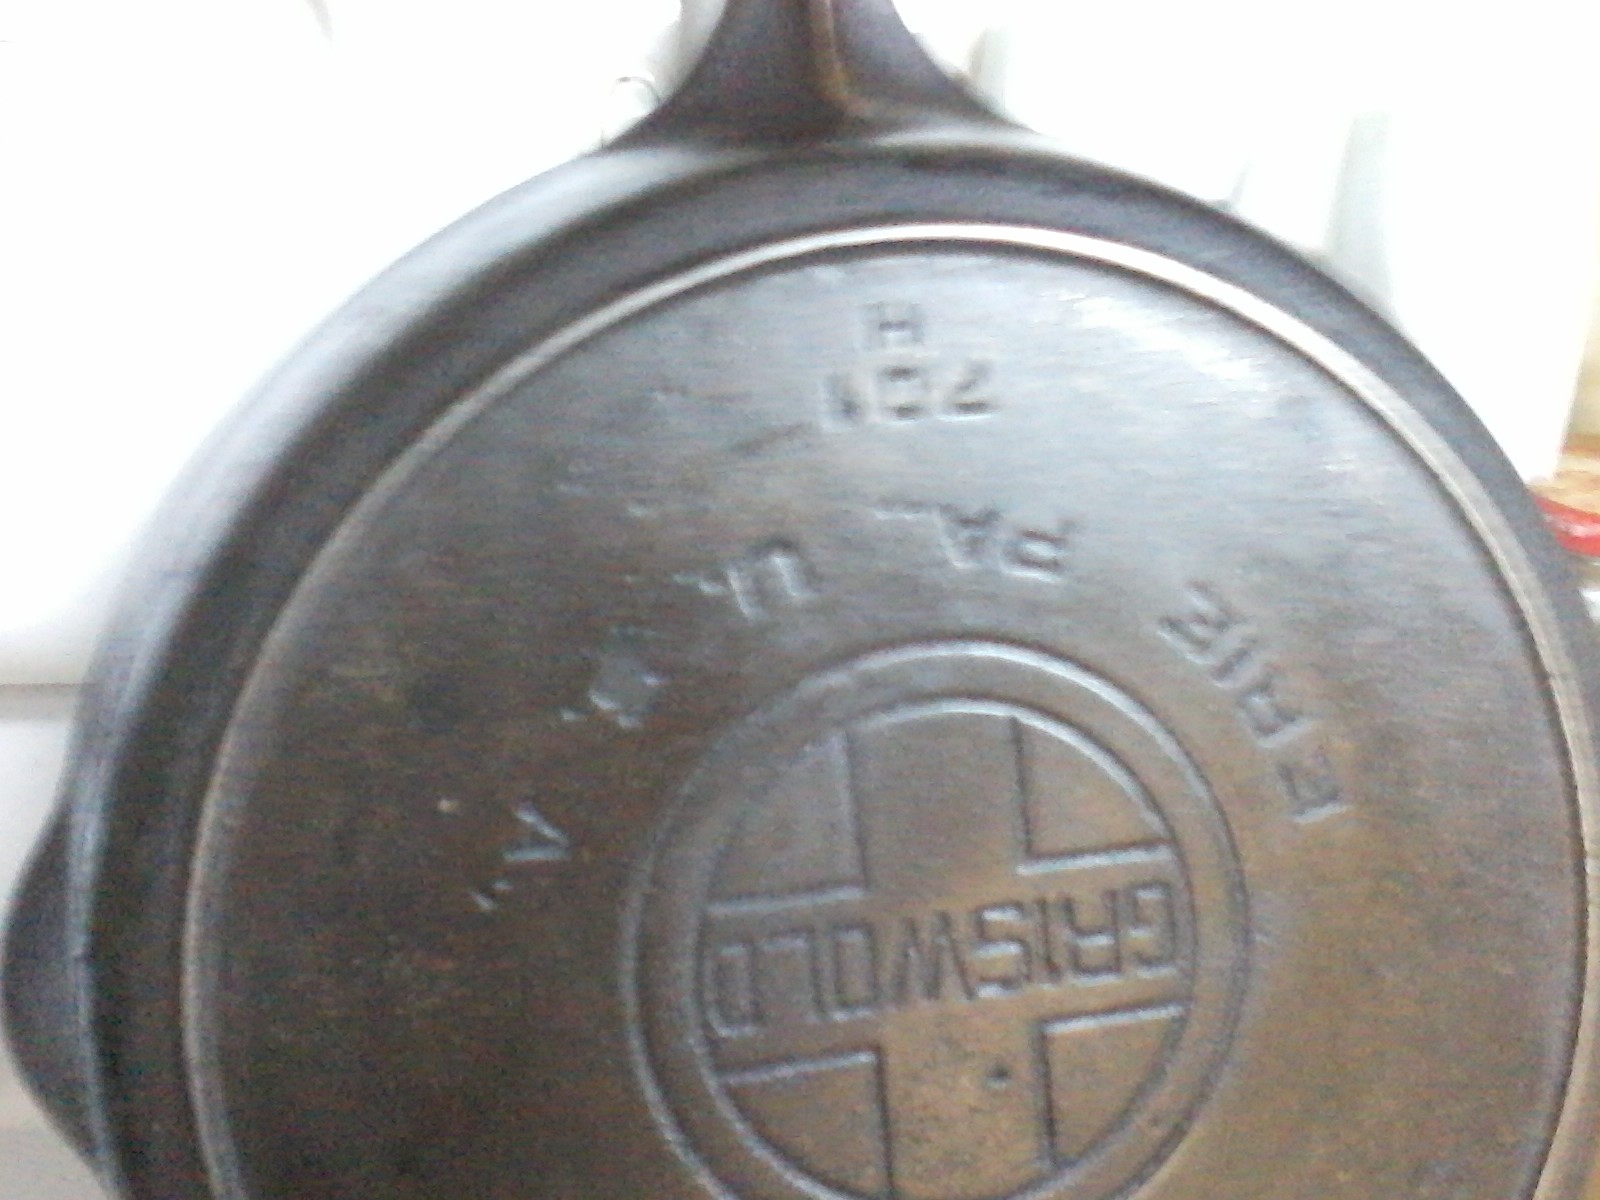 GRISWOLD
ERIE PA., U.S.A.
701
H